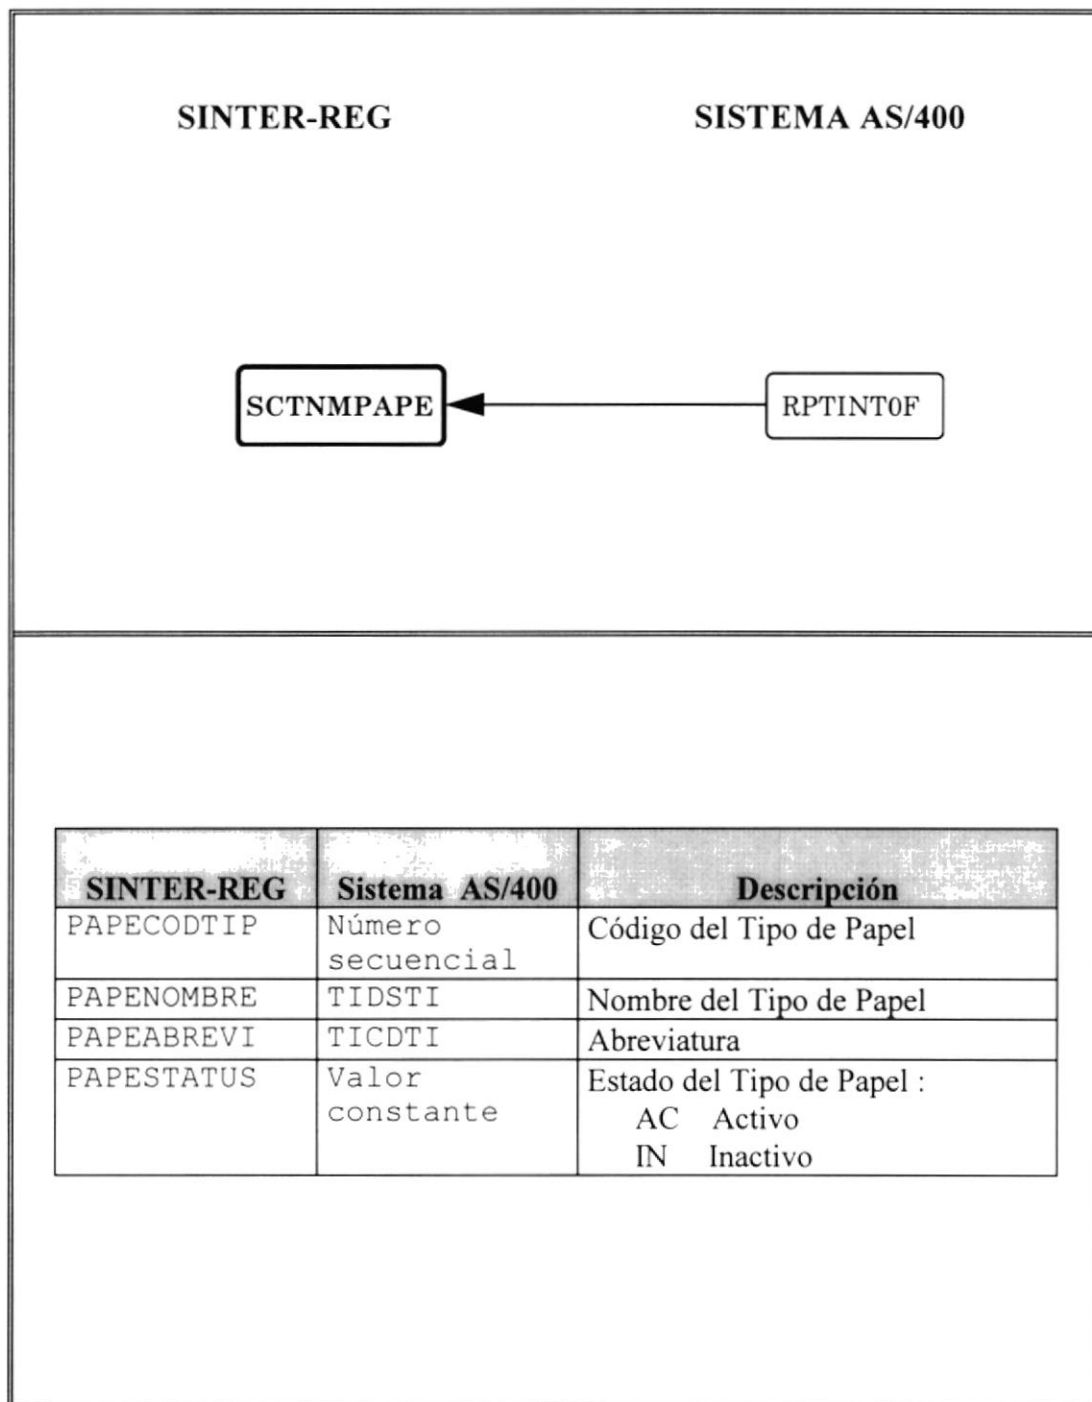 SINTER-REG SISTEMA AS/400
SCTNMPAPE RPTINT0F
SINTER-REG Sistema AS/400 Descripción
PAPECODTIP Número secuencial Código del Tipo de Papel
PAPENOMBRE TIDSTI Nombre del Tipo de Papel
PAPEABREVI TICDTI Abreviatura
PAPESTATUS Valor constante Estado del Tipo de Papel :
AC Activo
IN Inactivo